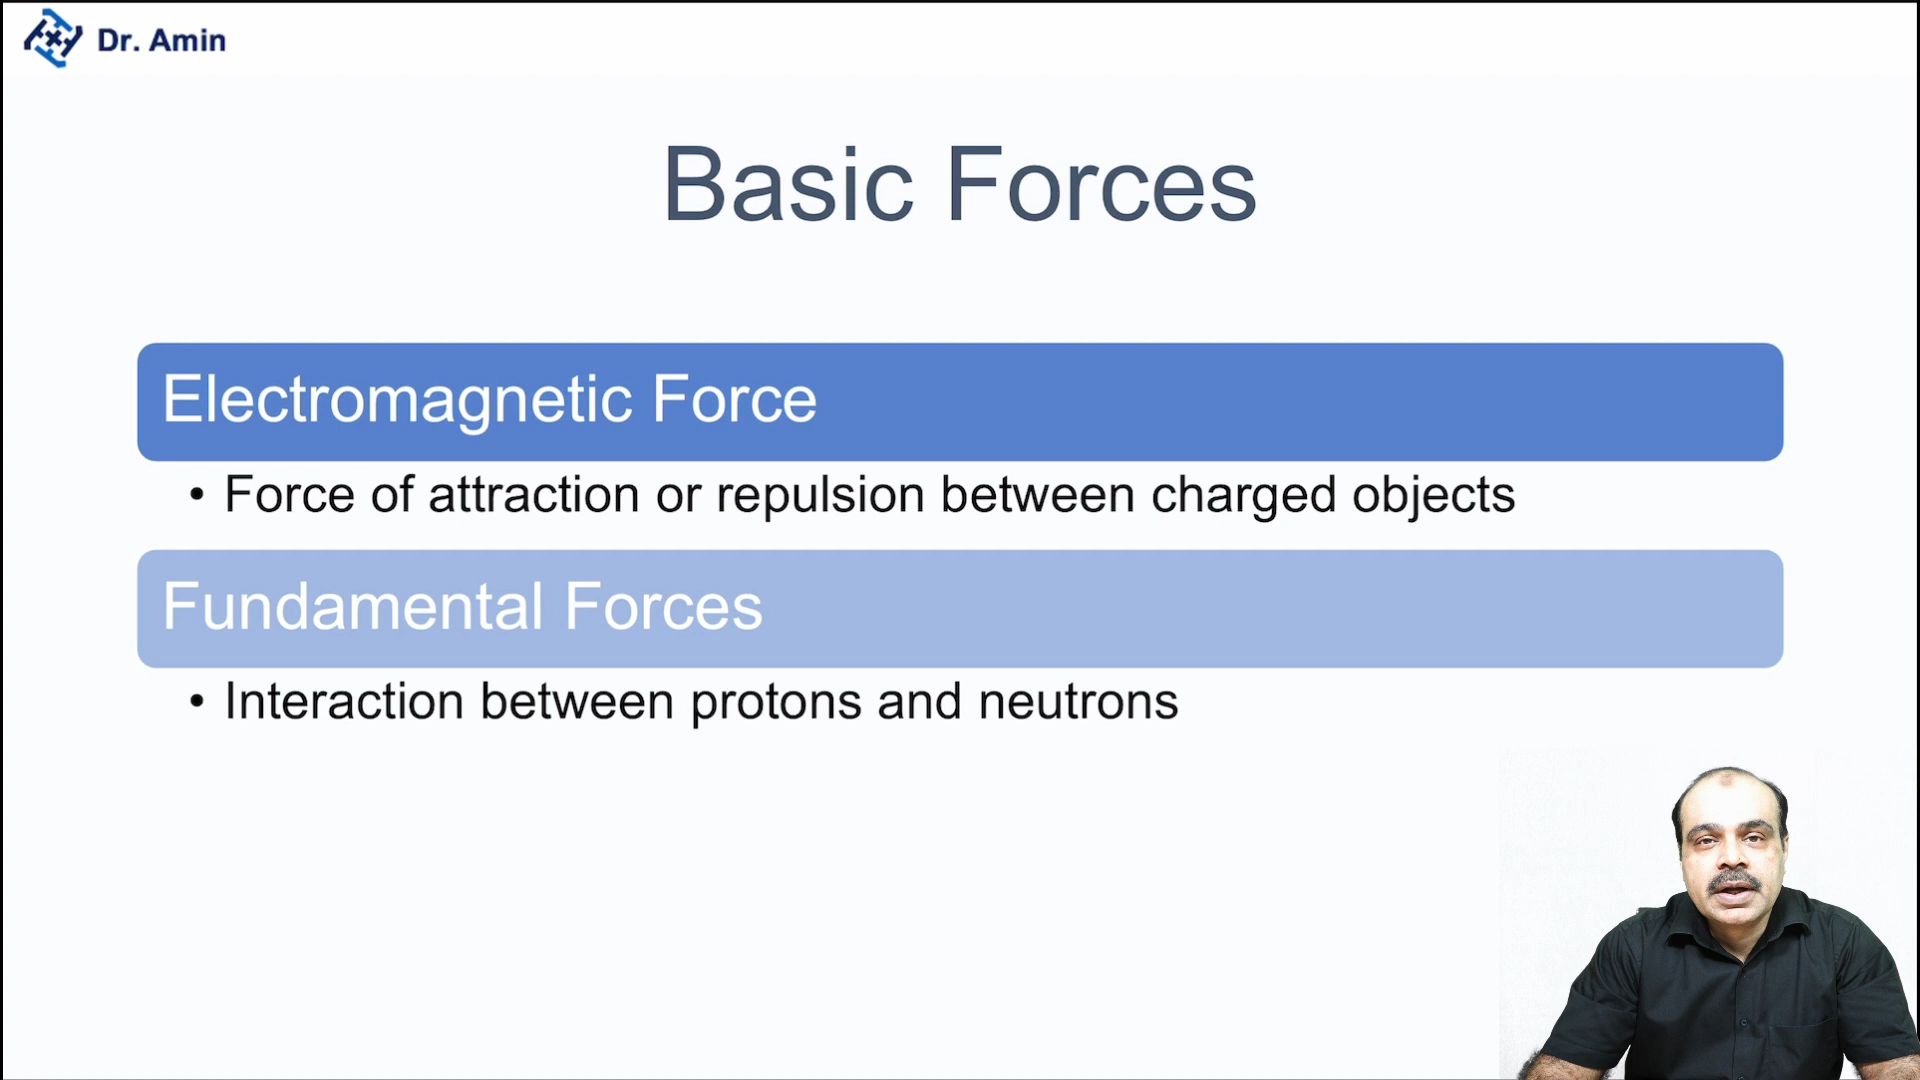 Dr. Amin
Basic Forces
Electromagnetic Force
• Force of attraction or repulsion between charged objects
Fundamental Forces
• Interaction between protons and neutrons